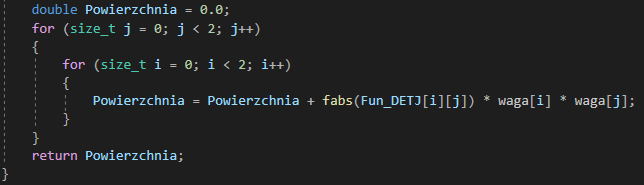 double Powierzchnia = 0.0;
for (size_t j = 0; j < 2; j++)
{
for (size_t i = 0; i < 2; i++)
{
Powierzchnia = Powierzchnia + fabs(Fun_DETJ[i][j]) * waga[i] * waga[j];
}
}
return Powierzchnia;
}